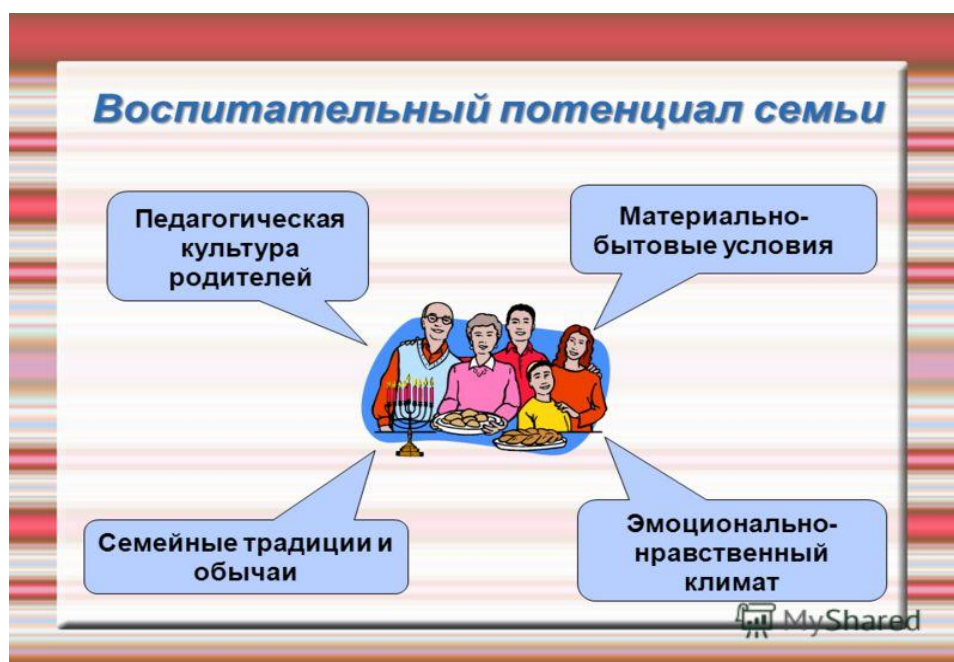 Воспитательный потенциал семьи
Педагогическая
культура
родителей
Материально-
бытовые условия
Семейные традиции и
обычаи
Эмоционально-
нравственный
климат
MyShared